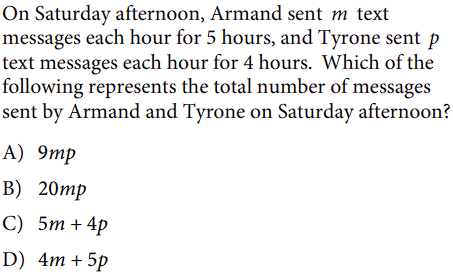 On Saturday afternoon, Armand sent m text
messages each hour for 5 hours, and Tyrone sent p
text messages each hour for 4 hours. Which of the
following represents the total number of messages
sent by Armand and Tyrone on Saturday afternoon?
A) 9mp
B) 20mp
C) 5m + 4p
D) 4m + 5p